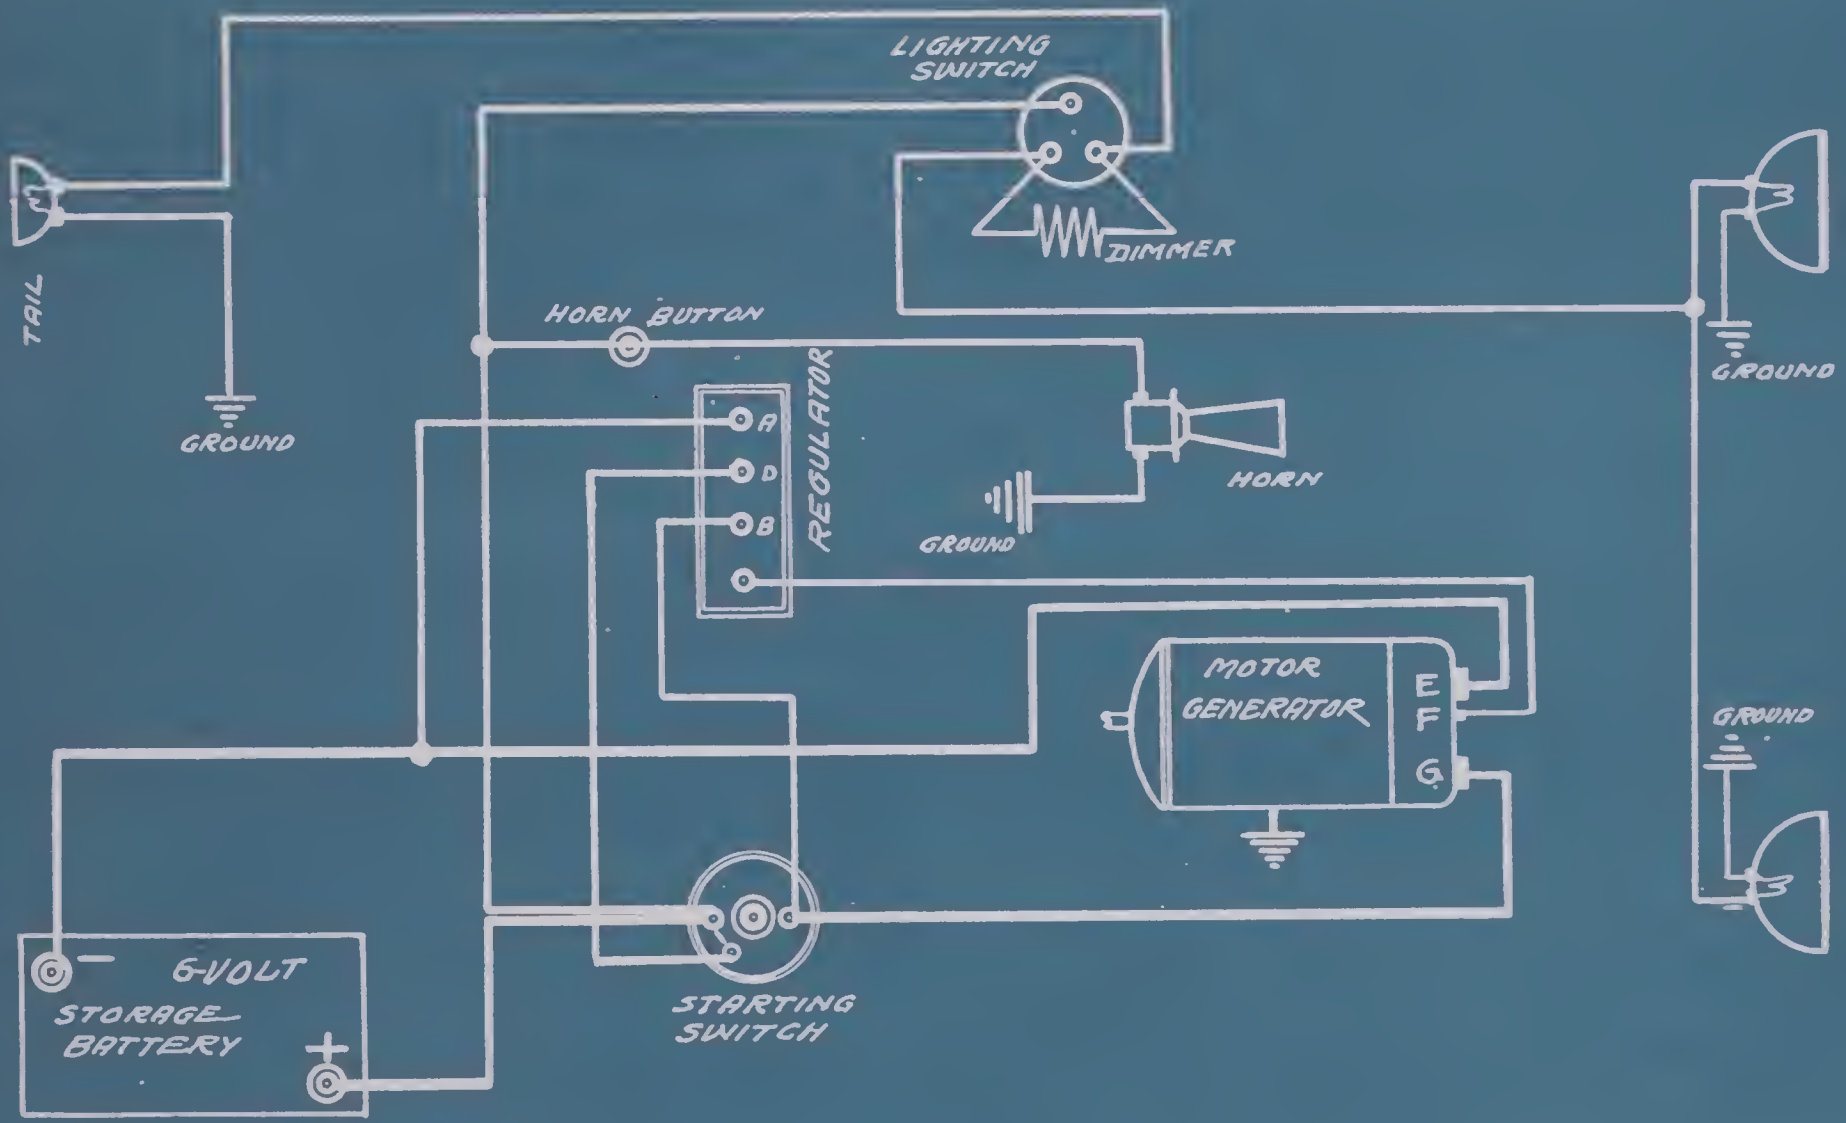 LIGHTING
SWITCH
DIMMER
TAIL
HORN BUTTON
REGULATOR
GROUND
GROUND
A
D
B
HORN
GROUND
MOTOR
GENERATOR
E
F
G
GROUND
− 6-VOLT
STORAGE
BATTERY
+
STARTING
SWITCH